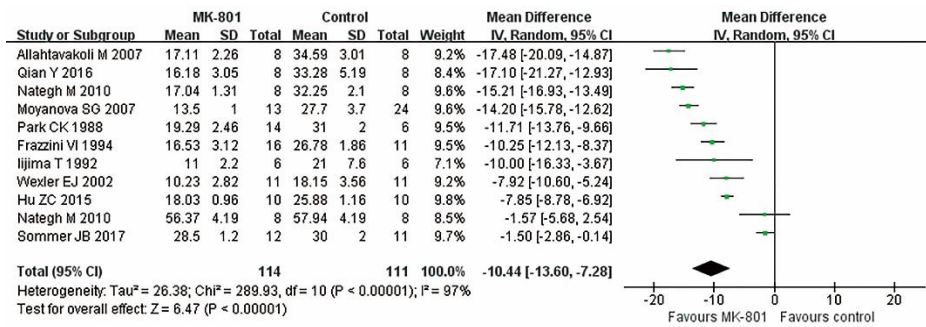 MK-801 Control Mean Difference Mean Difference
Study or Subgroup Mean SD Total Mean SD Total Weight IV, Random, 95% CI IV, Random, 95% CI
Allahtavakoli M 2007 17.11 2.26 8 34.59 3.01 8 9.2% -17.48 [-20.09, -14.87]
Qian Y 2016 16.18 3.05 8 33.28 5.19 8 8.3% -17.10 [-21.27, -12.93]
Nategh M 2010 17.04 1.31 8 32.25 2.1 8 9.6% -15.21 [-16.93, -13.49]
Moyanova SG 2007 13.5 1 13 27.7 3.7 24 9.6% -14.20 [-15.78, -12.62]
Park CK 1988 19.29 2.46 14 31 2 6 9.5% -11.71 [-13.76, -9.66]
Frazzini VI 1994 16.53 3.12 16 26.78 1.86 11 9.5% -10.25 [-12.13, -8.37]
Iijima T 1992 11 2.2 6 21 7.6 6 6.7% -10.00 [-16.33, -3.67]
Wexler EJ 2002 10.23 2.82 11 18.15 3.56 11 9.2% -7.92 [-10.60, -5.24]
Hu ZC 2015 18.03 0.96 10 25.88 1.16 10 9.8% -7.85 [-8.78, -6.92]
Nategh M 2010 56.37 4.19 8 57.94 4.19 8 8.4% -1.57 [-5.68, 2.54]
Sommer JB 2017 28.5 1.2 12 30 2 11 9.7% -1.50 [-2.86, -0.14]
Total (95% CI) 114 111 100.0% -10.44 [-13.60, -7.28]
Heterogeneity: Tau² = 26.38; Chi² = 289.93, df = 10 (P < 0.00001); I² = 97%
Test for overall effect: Z = 6.47 (P < 0.00001)
-20 -10 0 10 20
Favours MK-801 Favours control